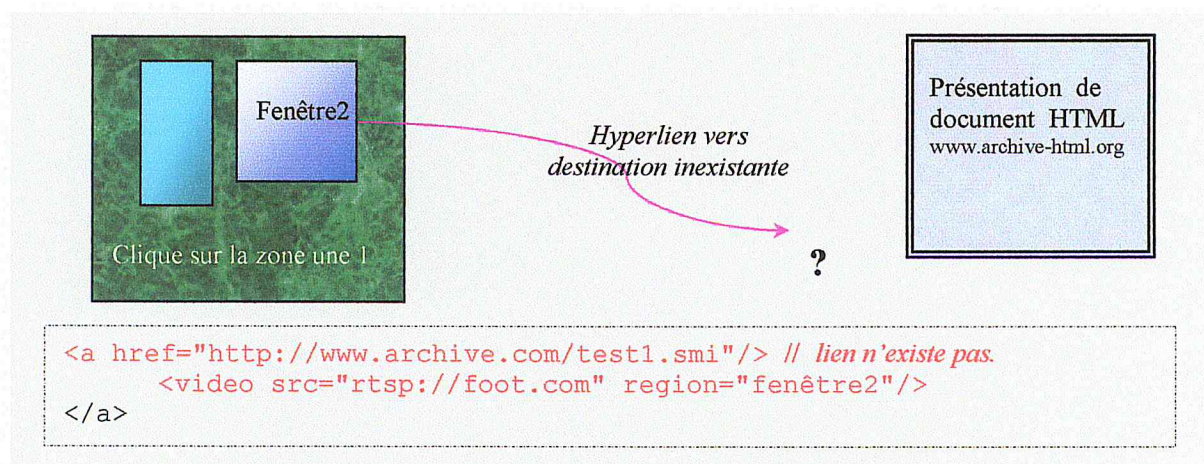 Fenêtre2
Hyperlien vers
destination inexistante
Présentation de
document HTML
www.archive-html.org
Clique sur la zone une 1
?
<a href="http://www.archive.com/test1.smi"/> // lien n'existe pas.
<video src="rtsp://foot.com" region="fenêtre2"/>
</a>